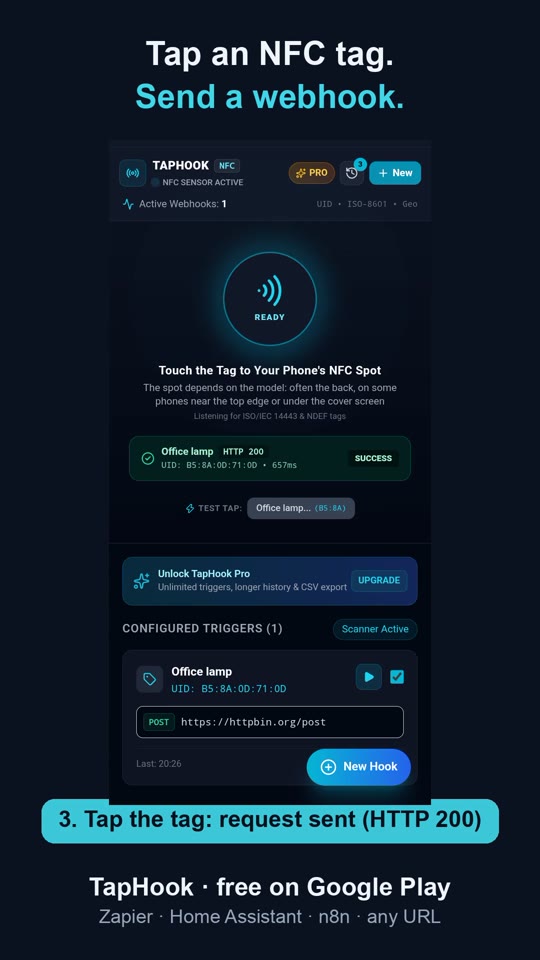 Tap an NFC tag.
Send a webhook.
TAPHOOK NFC
NFC SENSOR ACTIVE
PRO
3
+ New
Active Webhooks: 1
UID • ISO-8601 • Geo
READY
Touch the Tag to Your Phone's NFC Spot
The spot depends on the model: often the back, on some
phones near the top edge or under the cover screen
Listening for ISO/IEC 14443 & NDEF tags
Office lamp HTTP 200
UID: B5:8A:0D:71:0D • 657ms
SUCCESS
TEST TAP: Office lamp... (B5:8A)
Unlock TapHook Pro
Unlimited triggers, longer history & CSV export
UPGRADE
CONFIGURED TRIGGERS (1)
Scanner Active
Office lamp
UID: B5:8A:0D:71:0D
POST https://httpbin.org/post
Last: 20:26
New Hook
3. Tap the tag: request sent (HTTP 200)
TapHook · free on Google Play
Zapier · Home Assistant · n8n · any URL